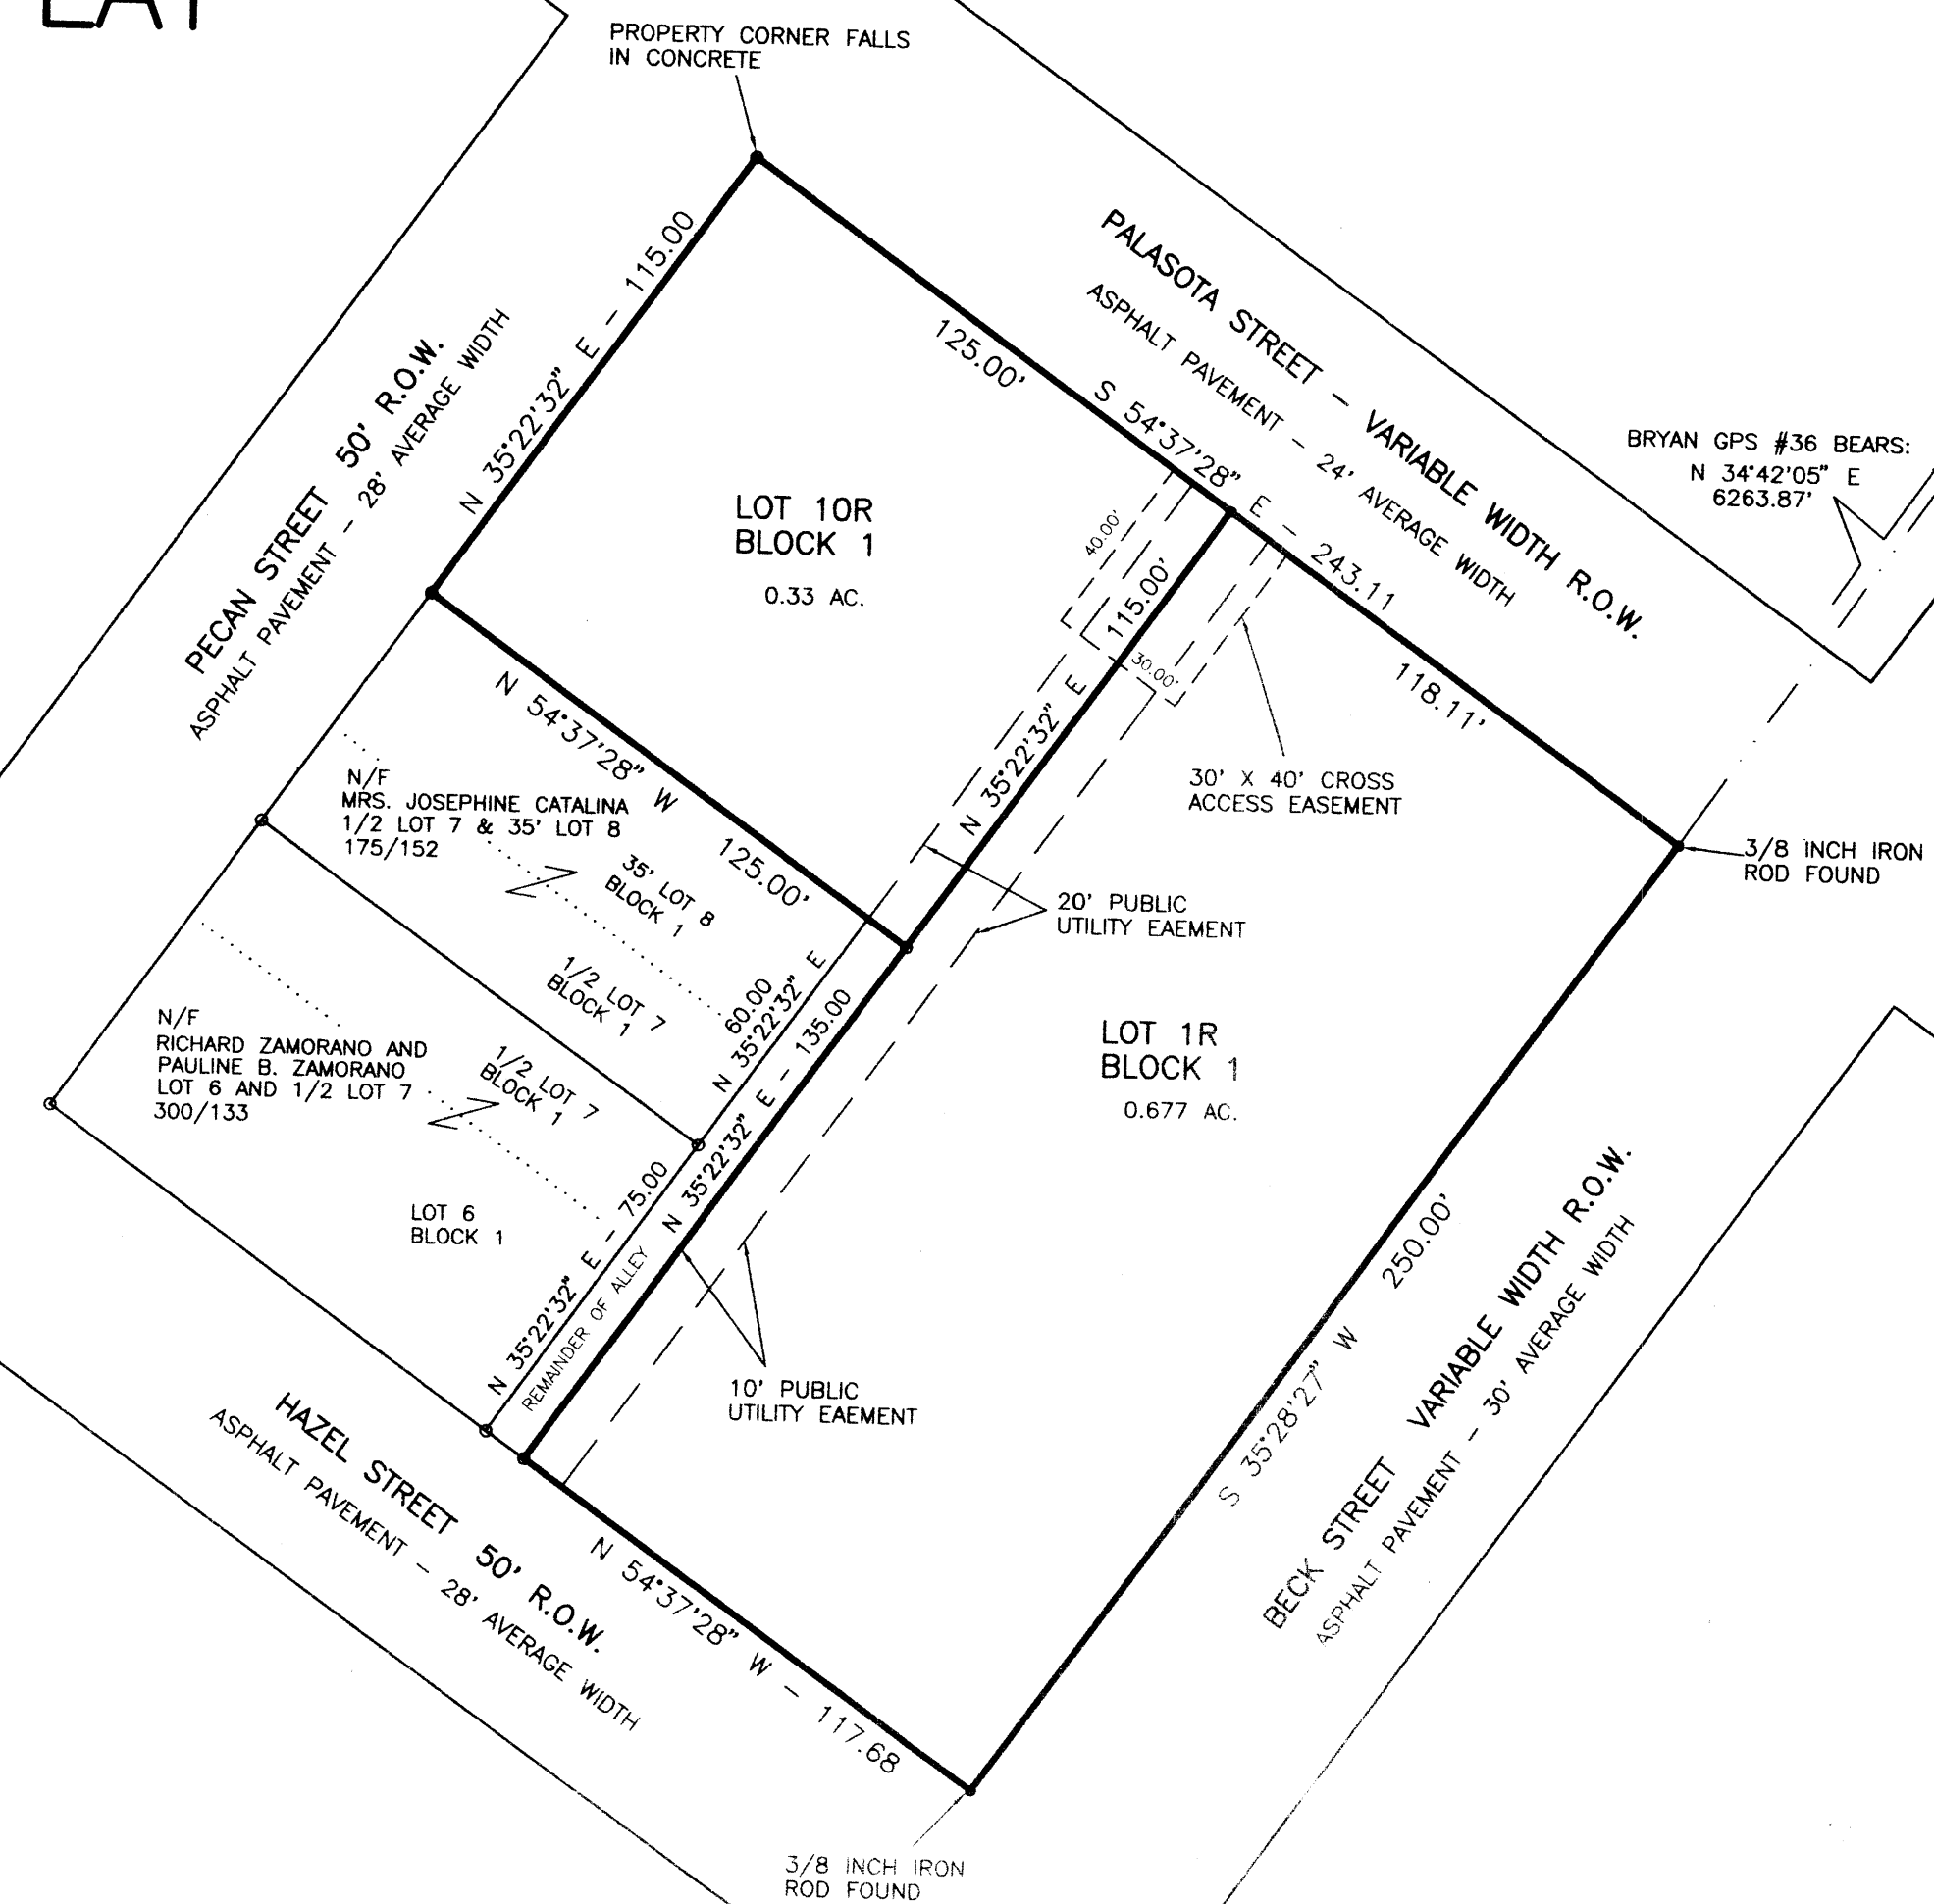 PROPERTY CORNER FALLS
IN CONCRETE
N 35°22'32" E - 115.00
125.00'
S 54°37'28" E - 243.11
118.11'
PALASOTA STREET - VARIABLE WIDTH R.O.W.
ASPHALT PAVEMENT - 24' AVERAGE WIDTH
BRYAN GPS #36 BEARS:
N 34°42'05" E
6263.87'
PECAN STREET 50' R.O.W.
ASPHALT PAVEMENT - 28' AVERAGE WIDTH
LOT 10R
BLOCK 1
0.33 AC.
40.00'
115.00'
30.00'
N 35°22'32" E
30' X 40' CROSS
ACCESS EASEMENT
3/8 INCH IRON
ROD FOUND
N 54°37'28" W
125.00'
N/F
MRS. JOSEPHINE CATALINA
1/2 LOT 7 & 35' LOT 8
175/152
35' LOT 8
BLOCK 1
1/2 LOT 7
BLOCK 1
20' PUBLIC
UTILITY EAEMENT
60.00
N 35°22'32" E
N 35°22'32" E - 135.00
N/F
RICHARD ZAMORANO AND
PAULINE B. ZAMORANO
LOT 6 AND 1/2 LOT 7
300/133
1/2 LOT 7
BLOCK 1
LOT 6
BLOCK 1
N 35°22'32" E - 75.00
REMAINDER OF ALLEY
LOT 1R
BLOCK 1
0.677 AC.
10' PUBLIC
UTILITY EAEMENT
S 35°28'27" W 250.00'
BECK STREET VARIABLE WIDTH R.O.W.
ASPHALT PAVEMENT - 30' AVERAGE WIDTH
HAZEL STREET 50' R.O.W.
ASPHALT PAVEMENT - 28' AVERAGE WIDTH
N 54°37'28" W - 117.68
3/8 INCH IRON
ROD FOUND